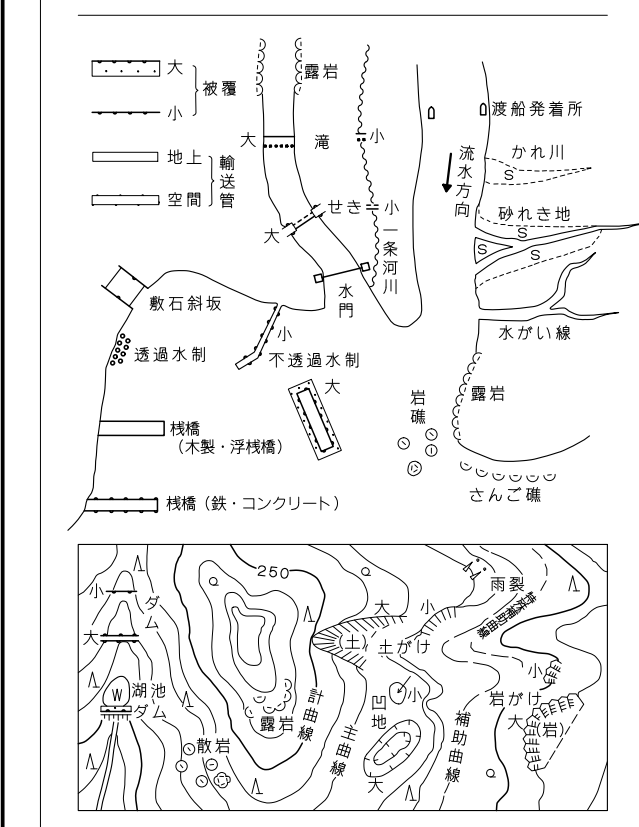 大
小
被覆
地上
空間
輸送管
露岩
大
滝
小
大
せき
小
一条河川
水門
渡船発着所
流水方向
かれ川
S
砂れき地
S
S
S
水がい線
露岩
さんご礁
岩礁
敷石斜坂
透過水制
小
不透過水制
大
桟橋
（木製・浮桟橋）
桟橋（鉄・コンクリート）
小
大
ダム
W
湖池
ダム
250
露岩
散岩
計曲線
主曲線
大
小
土
土がけ
凹地
小
大
補助曲線
雨裂
特殊補助曲線
小
岩がけ
大
（岩）